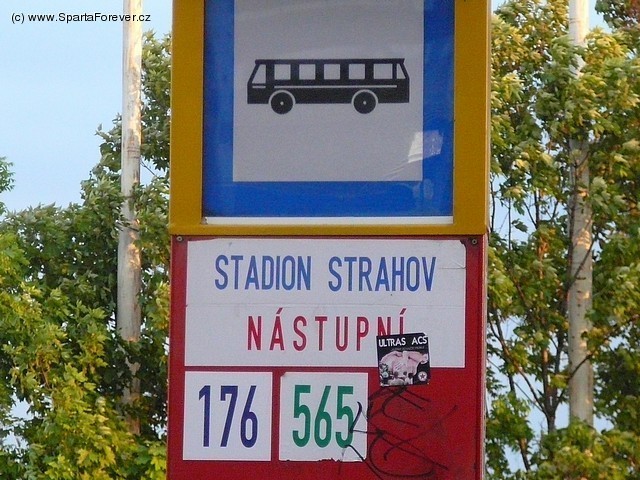 (c) www.SpartaForever.cz
STADION STRAHOV
NÁSTUPNÍ
ULTRAS ACS
176 565